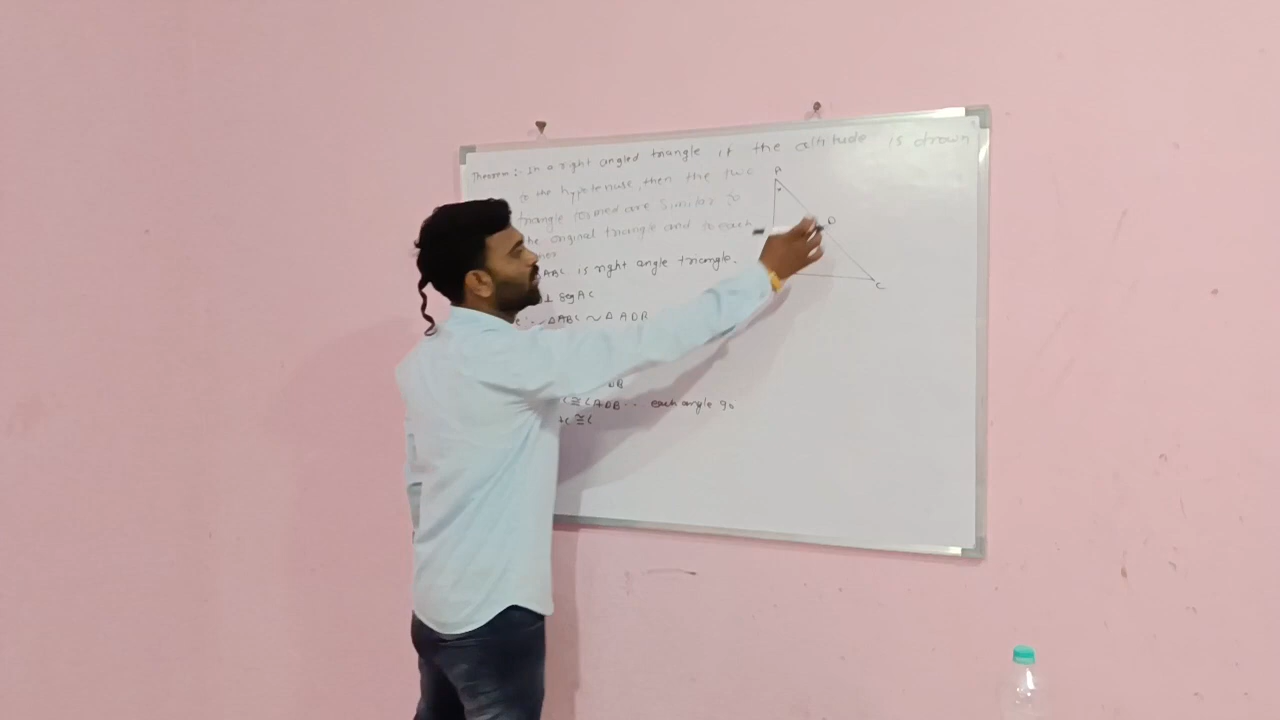 Theorem :- In a right angled triangle if the altitude is drown
to the hypotenuse, then the two
triangle formed are similar to
the original triangle and to each
other
ABC is right angle triangle.
⊥ seg AC
∆ABC ~ ∆ADB
DB
C ≅ ∠ADB .. each angle 90
≅ ∠
A
D
C